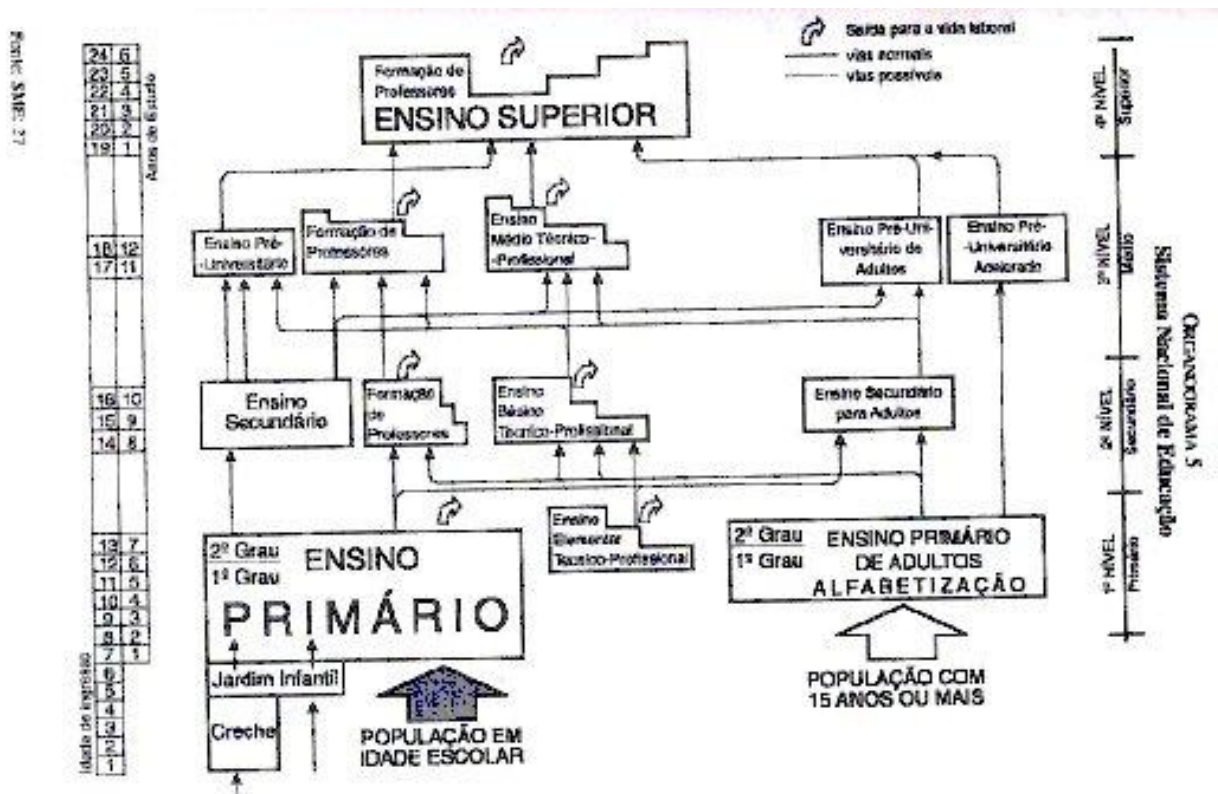 Fonte: SME: 27
24 6
23 5
22 4
21 3
20 2
19 1
18 12
17 11
16 10
15 9
14 8
13 7
12 6
11 5
10 4
9 3
8 2
7 1
6
5
4
3
2
1
Anos de Estudo
Idade de ingresso
Saída para a vida laboral
vias normais
vias possíveis
Formação de
Professores
ENSINO SUPERIOR
Ensino Pré-
-Universitário
Formação de
Professores
Ensino
Médio Técnico-
-Profissional
Ensino Pré-Uni-
versitário de
Adultos
Ensino Pré-
-Universitário
Acelerado
Ensino
Secundário
Formação
de
Professores
Ensino
Básico
Tecnico-Profissional
Ensino Secundário
para Adultos
2º Grau
1º Grau
ENSINO
PRIMÁRIO
Ensino
Elementar
Tecnico-Profissional
2º Grau
1º Grau
ENSINO PRIMÁRIO
DE ADULTOS
ALFABETIZAÇÃO
Jardim Infantil
Creche
POPULAÇÃO EM
IDADE ESCOLAR
POPULAÇÃO COM
15 ANOS OU MAIS
4º NÍVEL
Superior
3º NÍVEL
Médio
2º NÍVEL
Secundário
1º NÍVEL
Primário
ORGANOGRAMA 5
Sistema Nacional de Educação